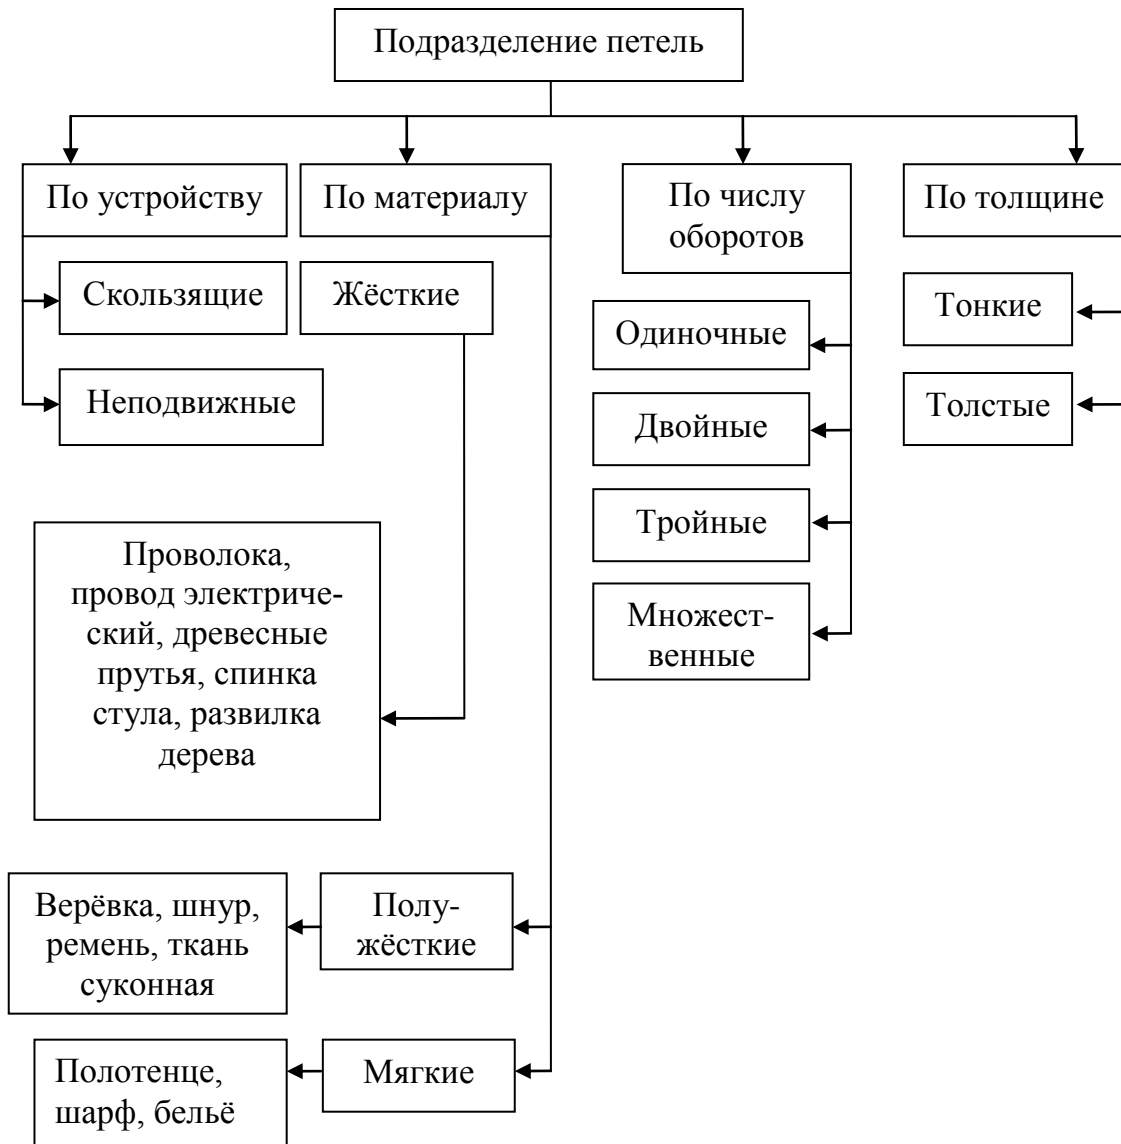 Подразделение петель
По устройству
По материалу
По числу
оборотов
По толщине
Скользящие
Неподвижные
Жёсткие
Проволока,
провод электриче-
ский, древесные
прутья, спинка
стула, развилка
дерева
Полу-
жёсткие
Верёвка, шнур,
ремень, ткань
суконная
Мягкие
Полотенце,
шарф, бельё
Одиночные
Двойные
Тройные
Множест-
венные
Тонкие
Толстые